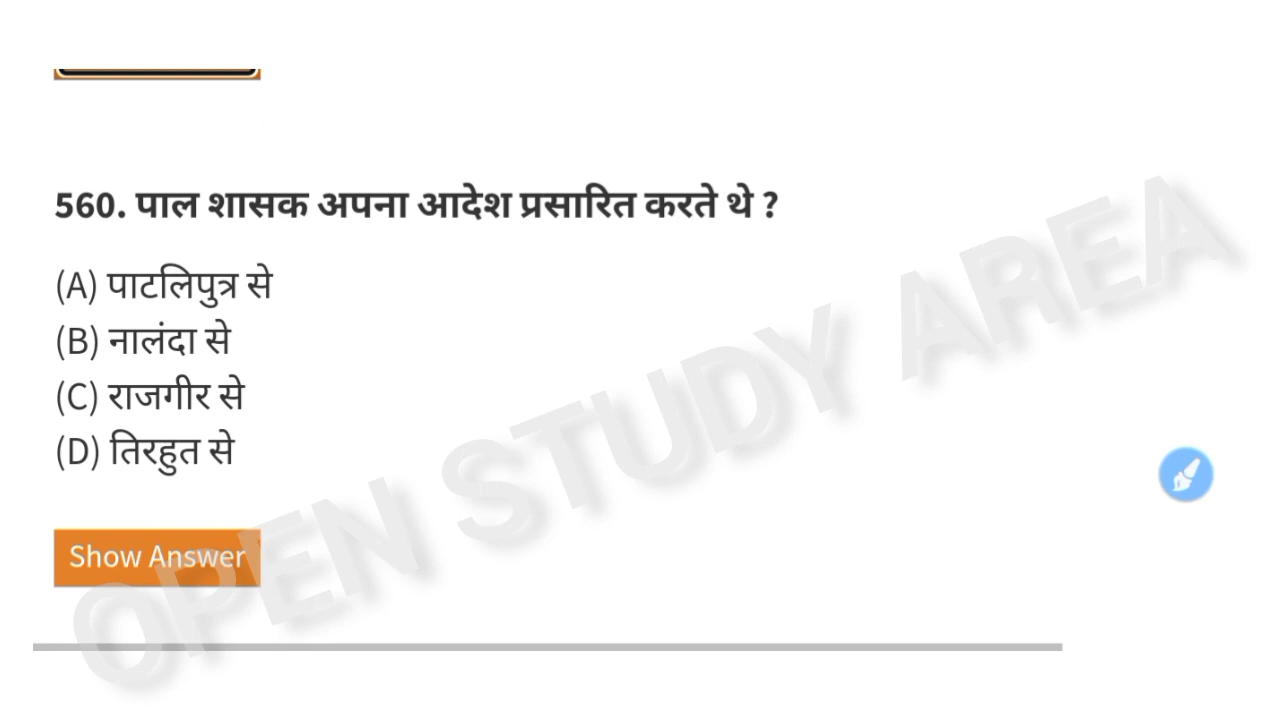 560. पाल शासक अपना आदेश प्रसारित करते थे ?
(A) पाटलिपुत्र से
(B) नालंदा से
(C) राजगीर से
(D) तिरहुत से
Show Answer
OPEN STUDY AREA